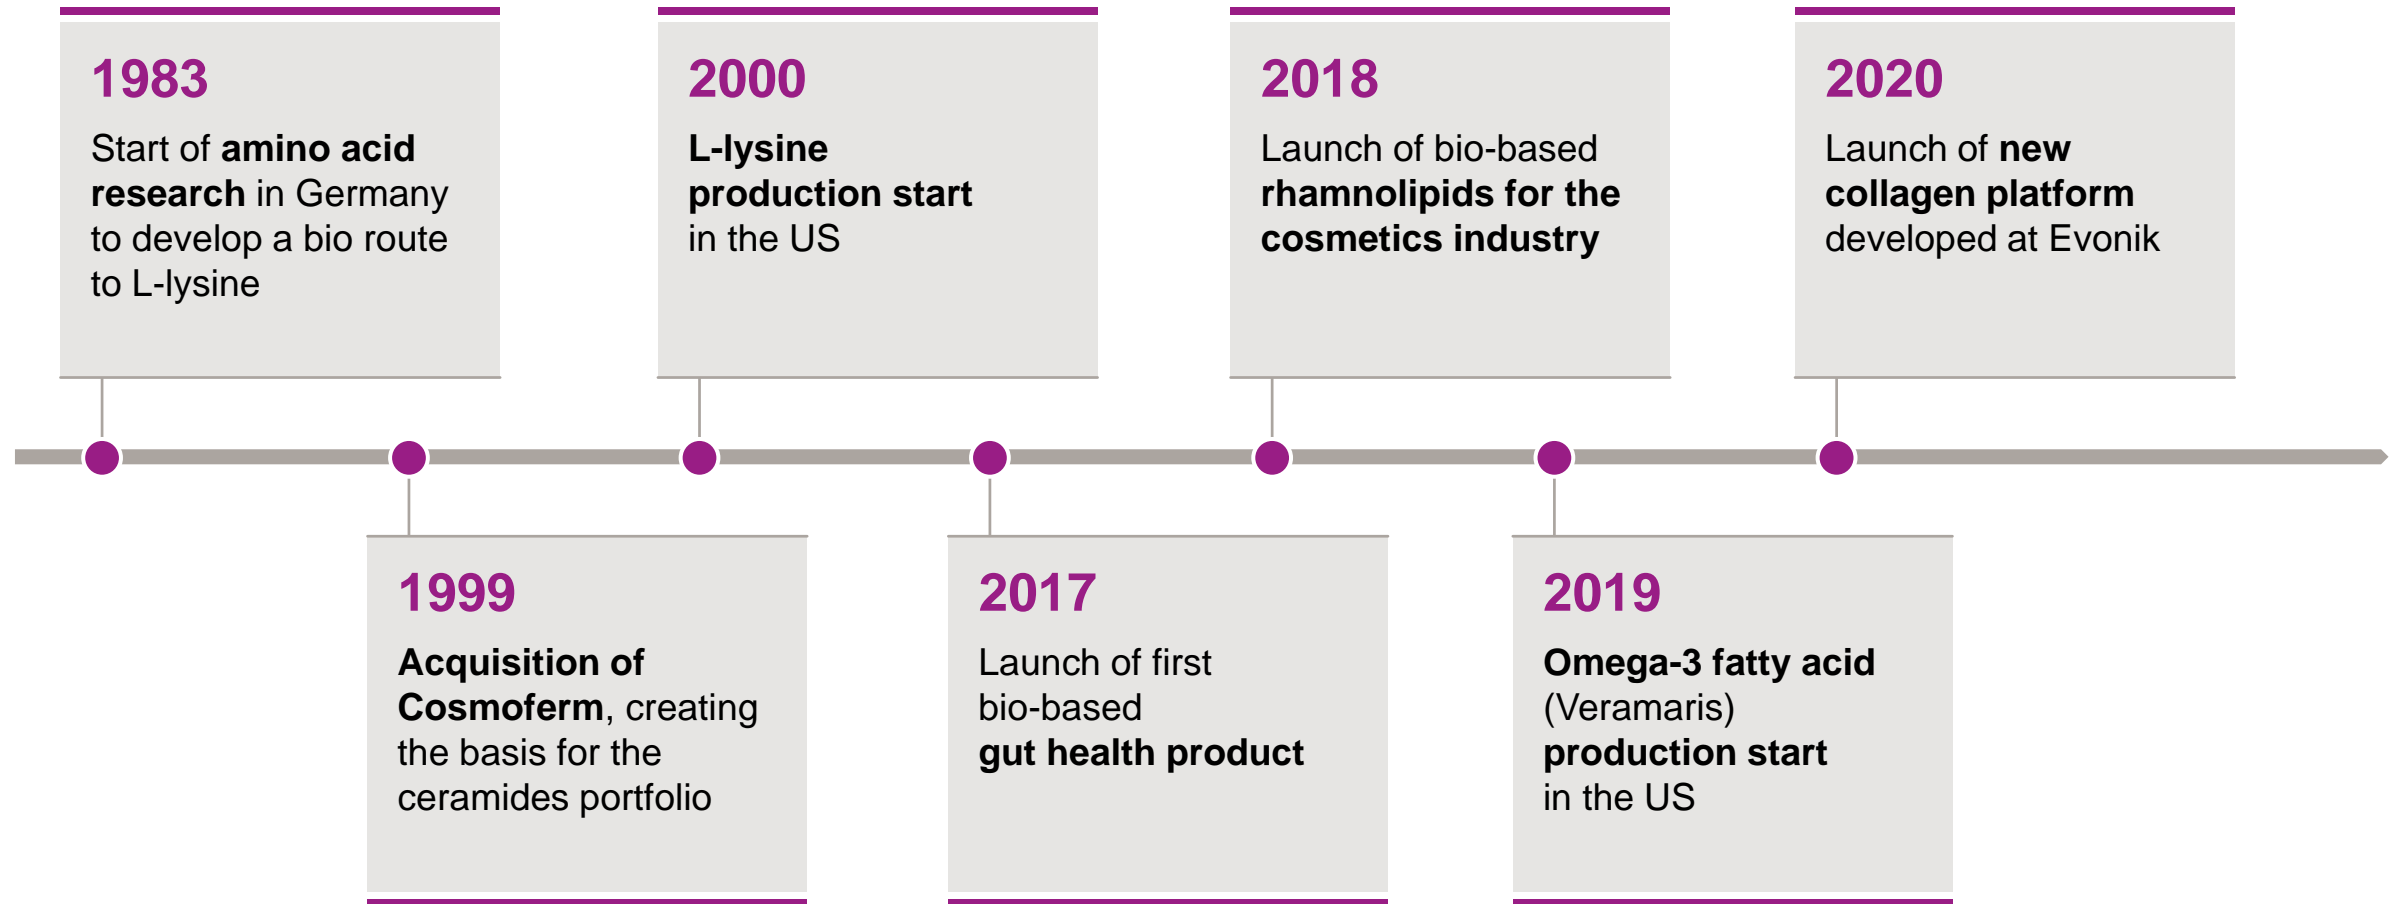 1983
Start of amino acid
research in Germany
to develop a bio route
to L-lysine
1999
Acquisition of
Cosmoferm, creating
the basis for the
ceramides portfolio
2000
L-lysine
production start
in the US
2017
Launch of first
bio-based
gut health product
2018
Launch of bio-based
rhamnolipids for the
cosmetics industry
2019
Omega-3 fatty acid
(Veramaris)
production start
in the US
2020
Launch of new
collagen platform
developed at Evonik